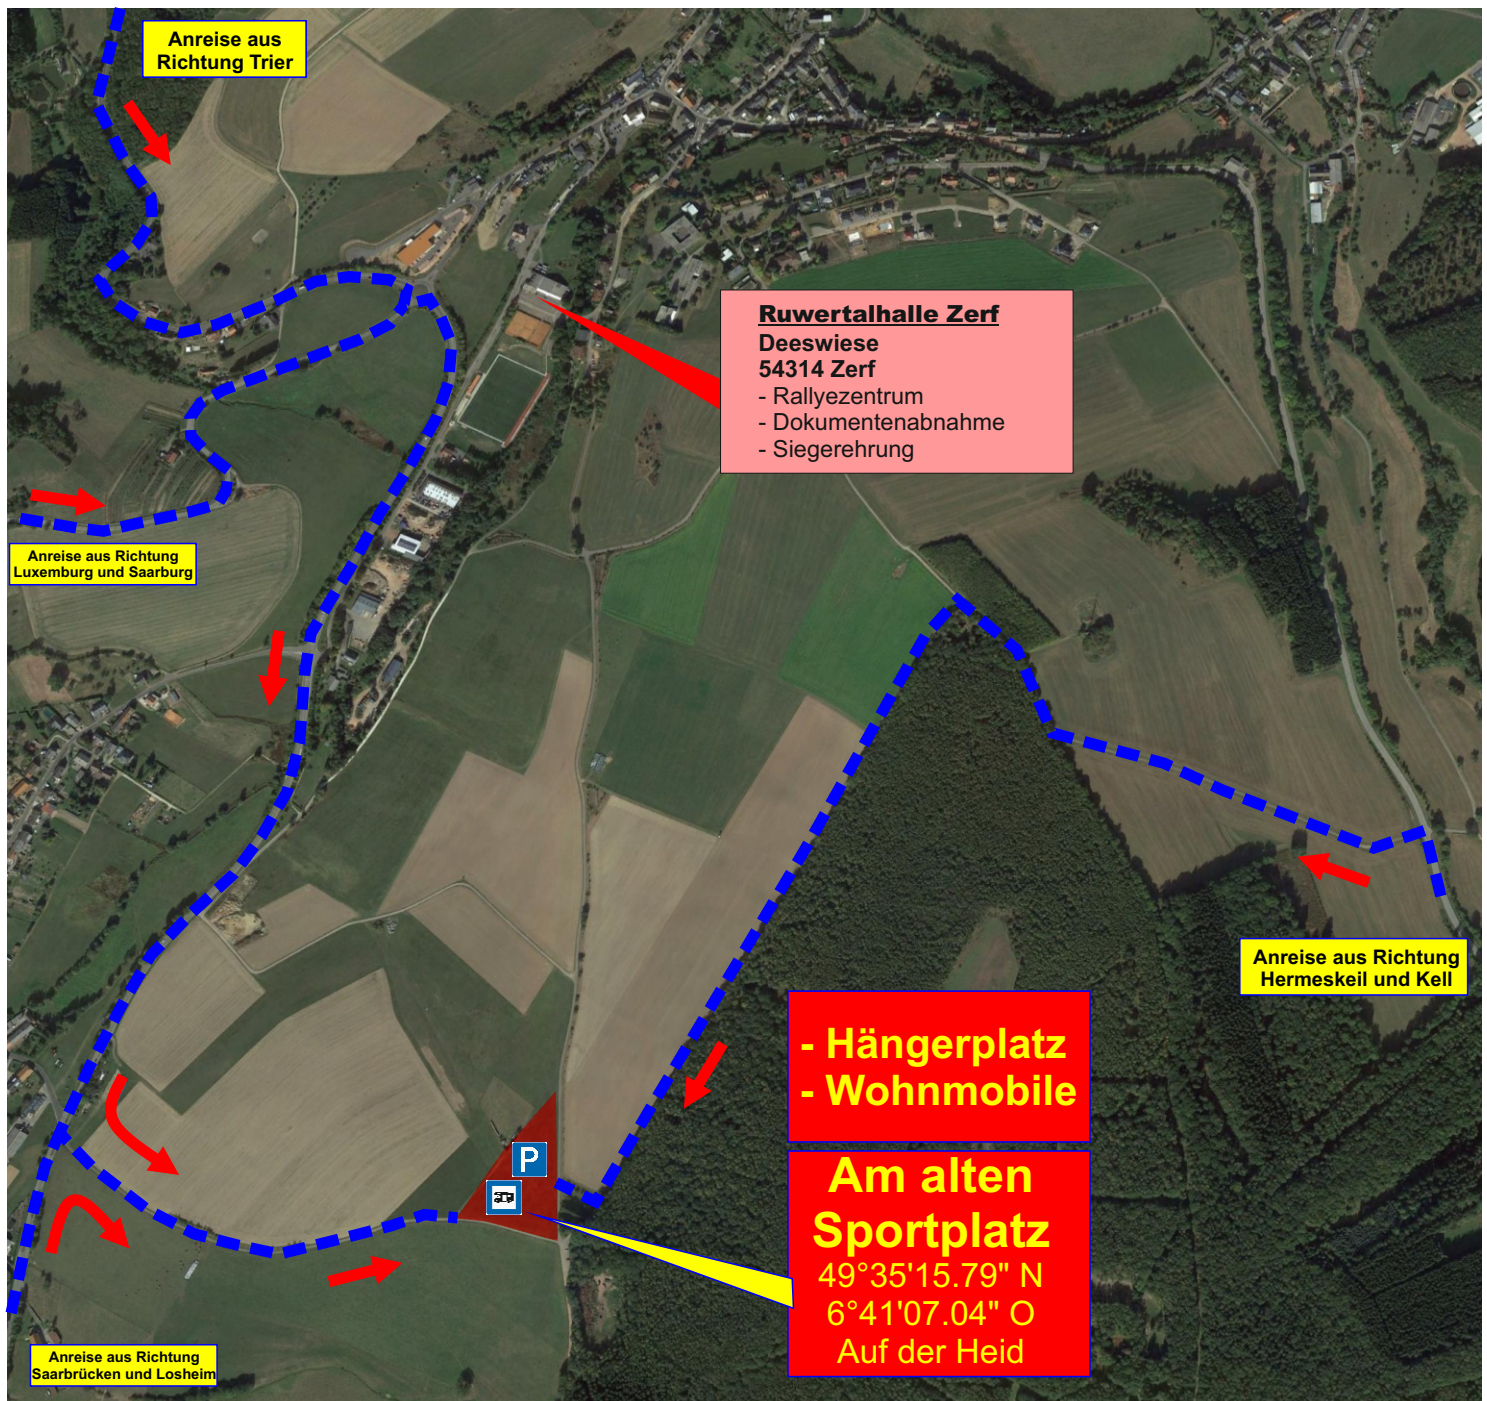 Anreise aus
Richtung Trier
Ruwertalhalle Zerf
Deeswiese
54314 Zerf
- Rallyezentrum
- Dokumentenabnahme
- Siegerehrung
Anreise aus Richtung
Luxemburg und Saarburg
Anreise aus Richtung
Hermeskeil und Kell
- Hängerplatz
- Wohnmobile
P
Am alten
Sportplatz
49°35'15.79" N
6°41'07.04" O
Auf der Heid
Anreise aus Richtung
Saarbrücken und Losheim